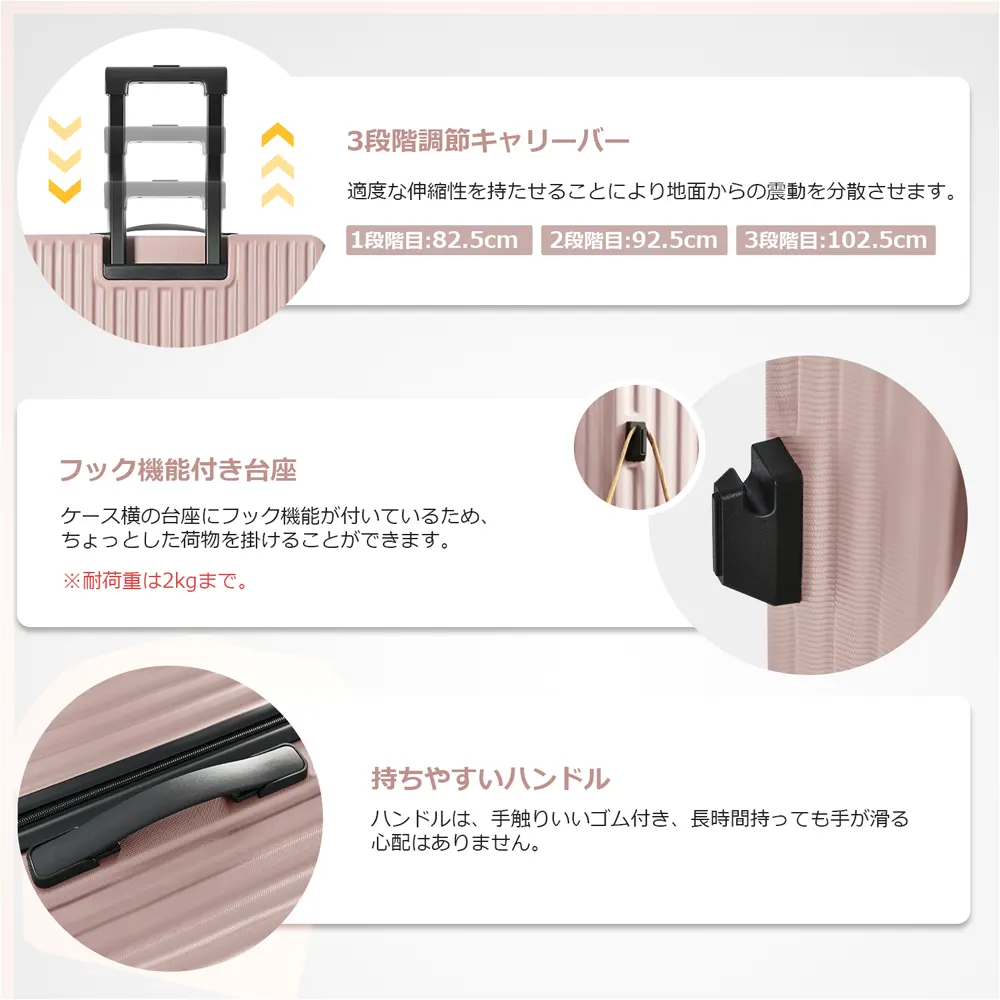 3段階調節キャリーバー
適度な伸縮性を持たせることにより地面からの震動を分散させます。
1段階目:82.5cm 2段階目:92.5cm 3段階目:102.5cm
フック機能付き台座
ケース横の台座にフック機能が付いているため、
ちょっとした荷物を掛けることができます。
※耐荷重は2kgまで。
持ちやすいハンドル
ハンドルは、手触りいいゴム付き、長時間持っても手が滑る
心配はありません。